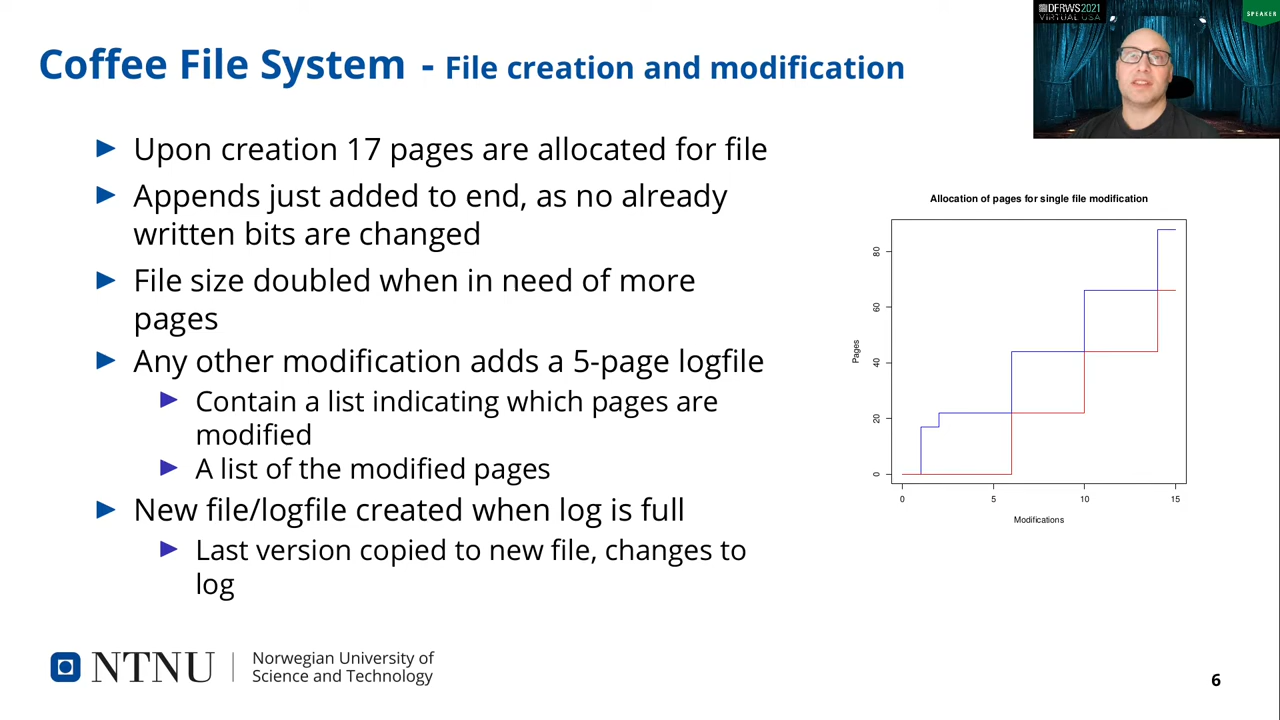 DFRWS2021
VIRTUAL USA
SPEAKER
Coffee File System - File creation and modification
Upon creation 17 pages are allocated for file
Appends just added to end, as no already
written bits are changed
File size doubled when in need of more
pages
Any other modification adds a 5-page logfile
Contain a list indicating which pages are
modified
A list of the modified pages
New file/logfile created when log is full
Last version copied to new file, changes to
log
Allocation of pages for single file modification
Pages
80
60
40
20
0
0 5 10 15
Modifications
NTNU
Norwegian University of
Science and Technology
6